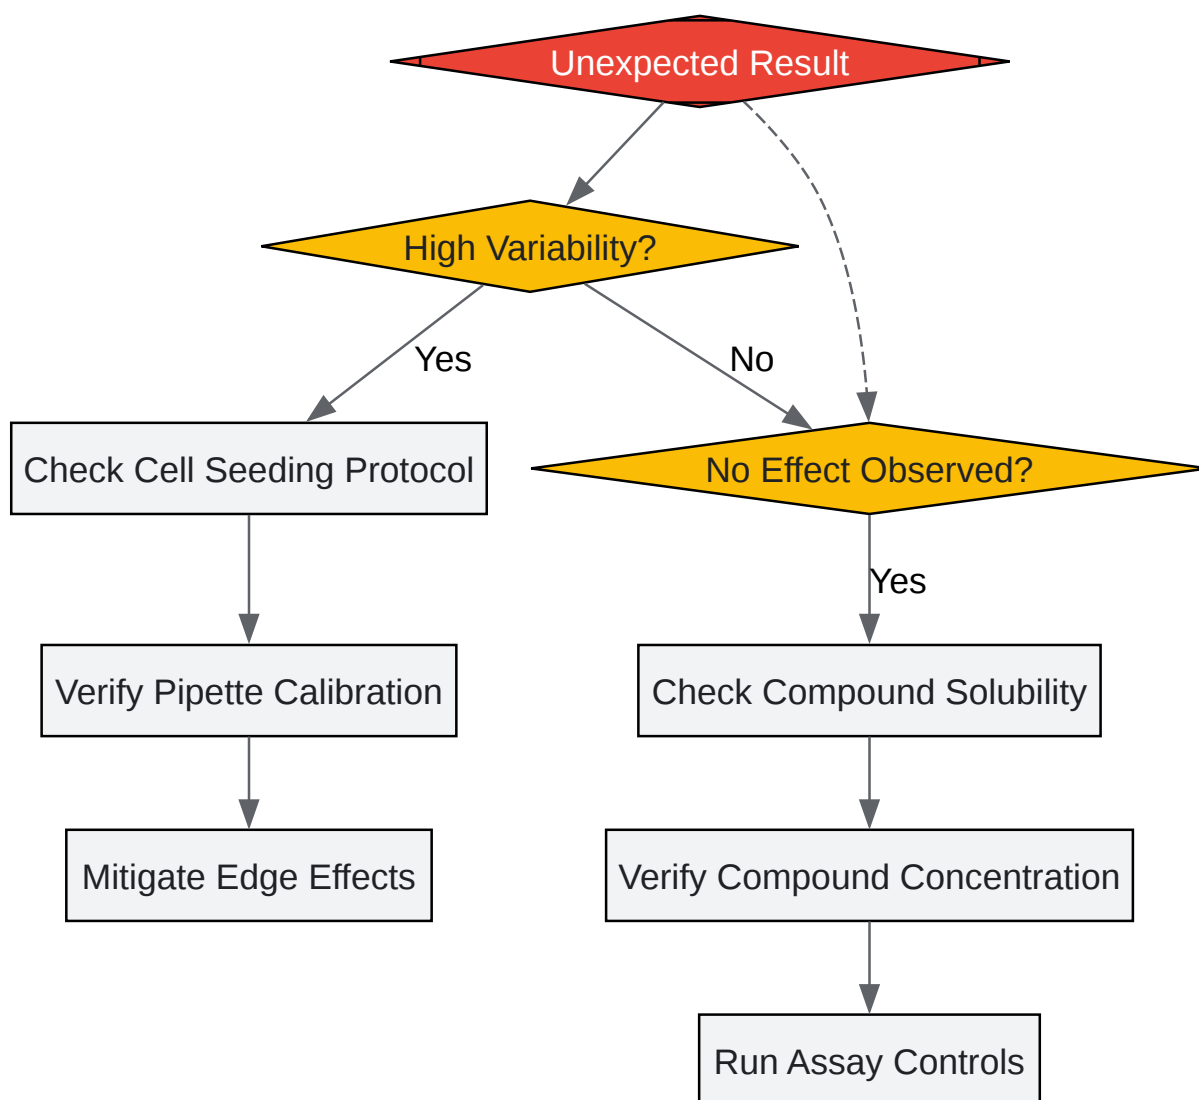 Unexpected Result
High Variability?
Yes
No
Check Cell Seeding Protocol
No Effect Observed?
Yes
Verify Pipette Calibration
Check Compound Solubility
Mitigate Edge Effects
Verify Compound Concentration
Run Assay Controls